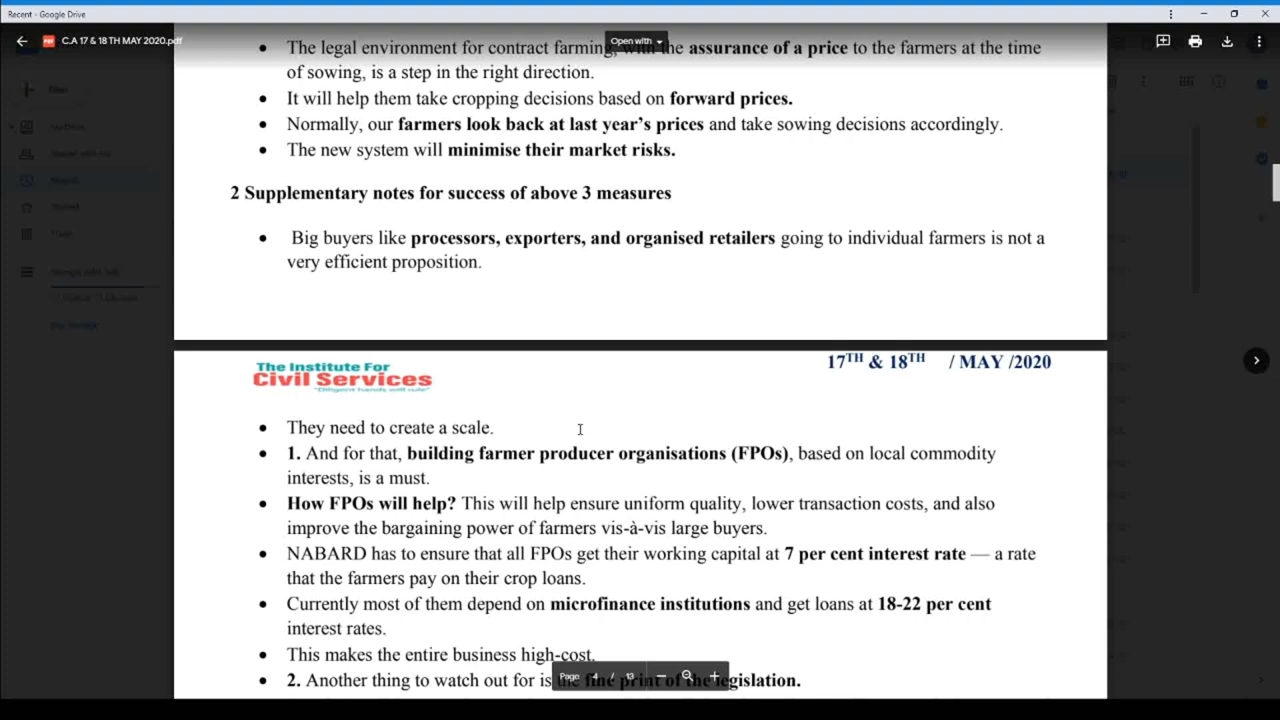 Recent - Google Drive
C.A 17 & 18 TH MAY 2020.pdf
Open with
The legal environment for contract farming, with the assurance of a price to the farmers at the time
of sowing, is a step in the right direction.
It will help them take cropping decisions based on forward prices.
Normally, our farmers look back at last year's prices and take sowing decisions accordingly.
The new system will minimise their market risks.
2 Supplementary notes for success of above 3 measures
Big buyers like processors, exporters, and organised retailers going to individual farmers is not a
very efficient proposition.
The Institute For
Civil Services
"Diligent hands will rule"
17TH & 18TH / MAY /2020
They need to create a scale.
1. And for that, building farmer producer organisations (FPOs), based on local commodity
interests, is a must.
How FPOs will help? This will help ensure uniform quality, lower transaction costs, and also
improve the bargaining power of farmers vis-à-vis large buyers.
NABARD has to ensure that all FPOs get their working capital at 7 per cent interest rate — a rate
that the farmers pay on their crop loans.
Currently most of them depend on microfinance institutions and get loans at 18-22 per cent
interest rates.
This makes the entire business high-cost.
2. Another thing to watch out for is the fine print of the legislation.
Page 4 / 13